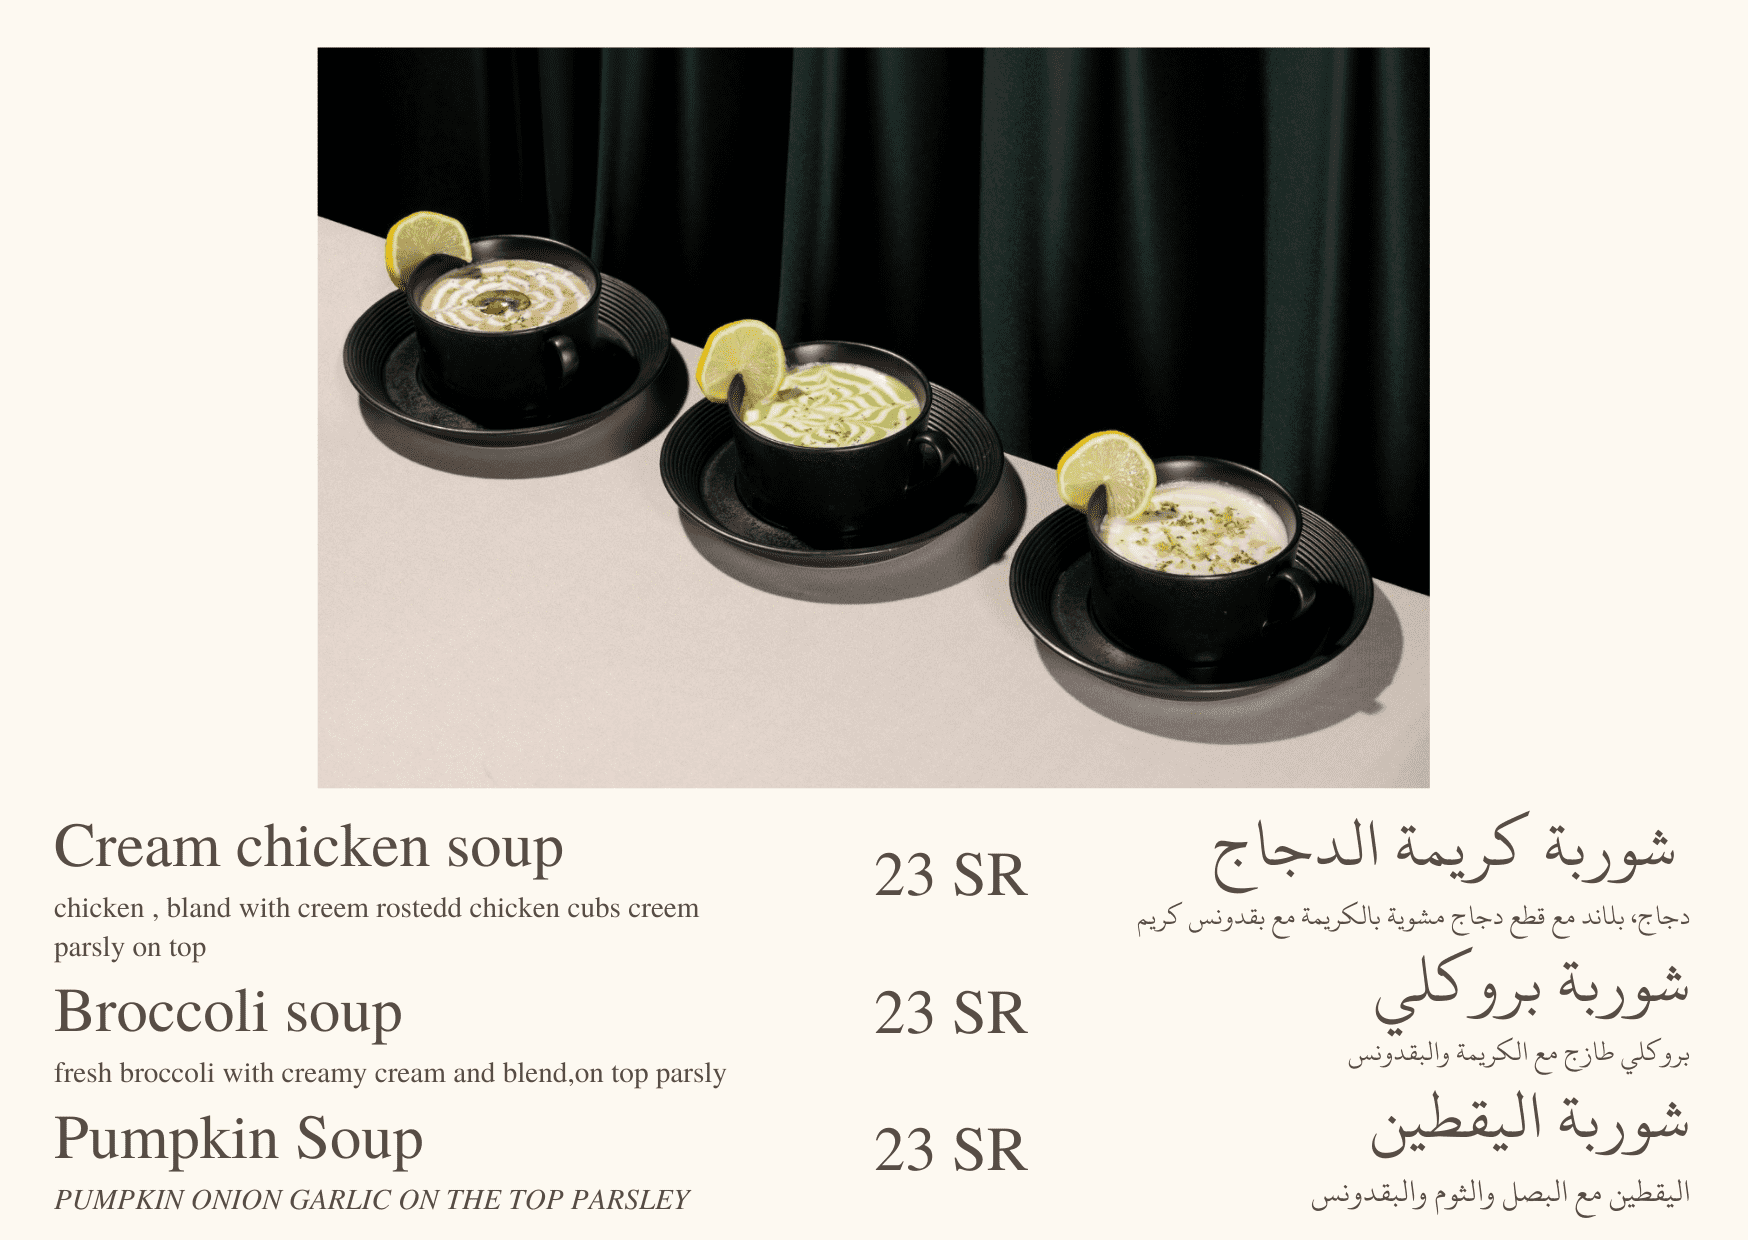 Cream chicken soup
23 SR
شوربة كريمة الدجاج
chicken , bland with creem rostedd chicken cubs creem
parsly on top
دجاج، بلاند مع قطع دجاج مشوية بالكريمة مع بقدونس كريم
Broccoli soup
23 SR
شوربة بروكلي
fresh broccoli with creamy cream and blend,on top parsly
بروكلي طازج مع الكريمة والبقدونس
Pumpkin Soup
23 SR
شوربة اليقطين
PUMPKIN ONION GARLIC ON THE TOP PARSLEY
اليقطين مع البصل والثوم والبقدونس